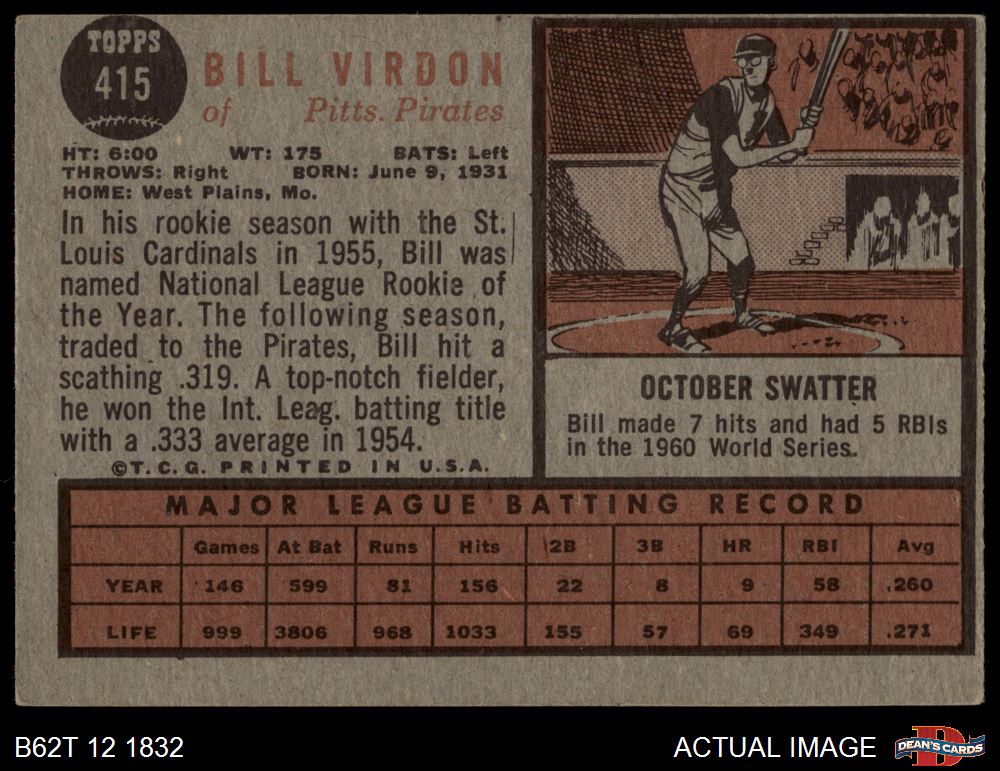 TOPPS
415
BILL VIRDON
of Pitts. Pirates
HT: 6:00 WT: 175 BATS: Left
THROWS: Right BORN: June 9, 1931
HOME: West Plains, Mo.
In his rookie season with the St.
Louis Cardinals in 1955, Bill was
named National League Rookie of
the Year. The following season,
traded to the Pirates, Bill hit a
scathing .319. A top-notch fielder,
he won the Int. Leag. batting title
with a .333 average in 1954.
©T.C.G. PRINTED IN U.S.A.
OCTOBER SWATTER
Bill made 7 hits and had 5 RBIs
in the 1960 World Series.
MAJOR LEAGUE BATTING RECORD
Games At Bat Runs Hits 2B 3B HR RBI Avg
YEAR 146 599 81 156 22 8 9 58 .260
LIFE 999 3806 968 1033 155 57 69 349 .271
B62T 12 1832
ACTUAL IMAGE
DEAN'S CARDS